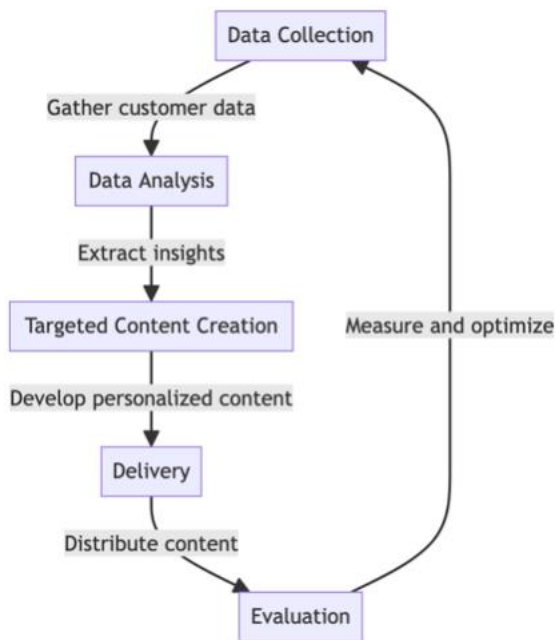 Data Collection
Gather customer data
Data Analysis
Extract insights
Targeted Content Creation
Measure and optimize
Develop personalized content
Delivery
Distribute content
Evaluation